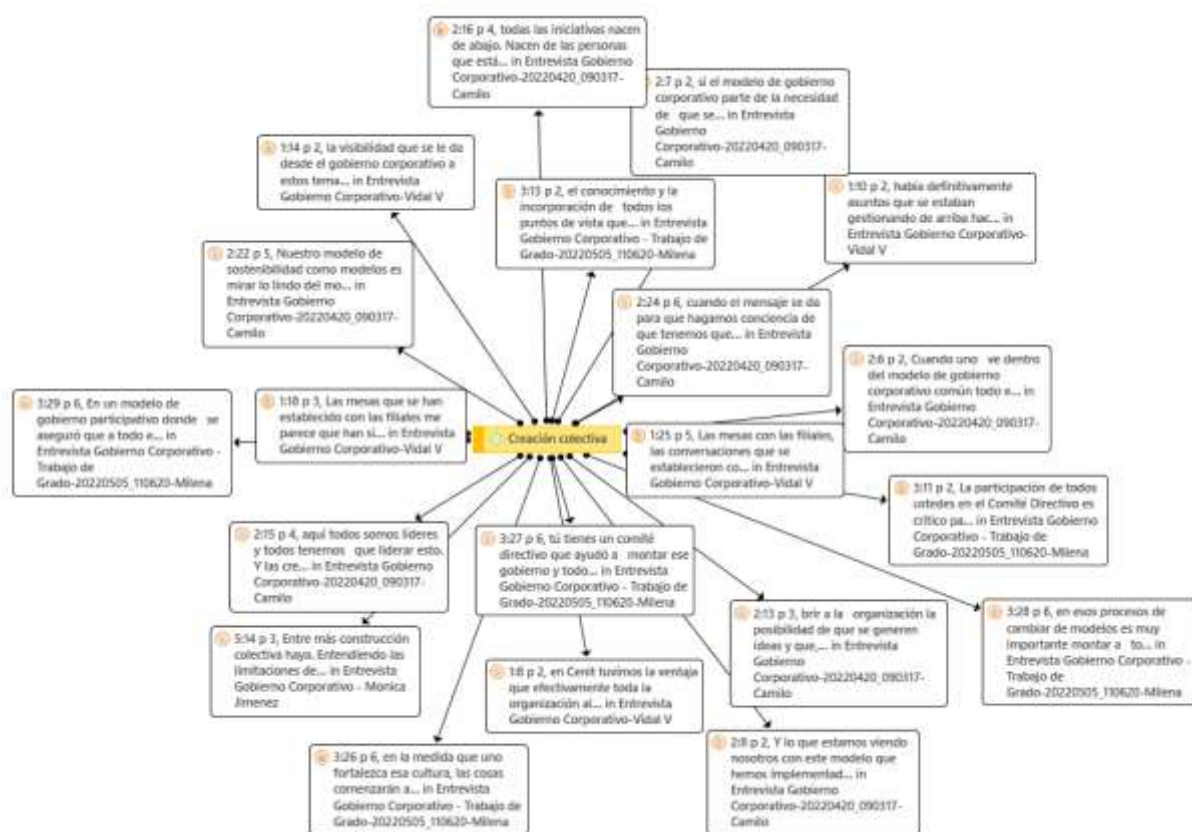 2:16 p 4, todas las iniciativas nacen
de abajo. Nacen de las personas
que está... in Entrevista Gobierno
Corporativo-20220420_090317-
Camilo
2:7 p 2, si el modelo de gobierno
corporativo parte de la necesidad
de que se... in Entrevista
Gobierno
Corporativo-20220420_090317-
Camilo
1:14 p 2, la visibilidad que se le da
desde el gobierno corporativo a
estos tema... in Entrevista
Gobierno Corporativo-Vidal V
3:13 p 2, el conocimiento y la
incorporación de todos los
puntos de vista que... in Entrevista
Gobierno Corporativo - Trabajo de
Grado-20220505_110620-Milena
1:10 p 2, había definitivamente
asuntos que se estaban
gestionando de arriba hac... in
Entrevista Gobierno Corporativo-
Vidal V
2:22 p 5, Nuestro modelo de
sostenibilidad como modelos es
mirar lo lindo del mo... in
Entrevista Gobierno
Corporativo-20220420_090317-
Camilo
2:24 p 6, cuando el mensaje se da
para que hagamos conciencia de
que tenemos que... in Entrevista
Gobierno
Corporativo-20220420_090317-
Camilo
2:6 p 2, Cuando uno ve dentro
del modelo de gobierno
corporativo común todo e... in
Entrevista Gobierno
Corporativo-20220420_090317-
Camilo
3:29 p 6, En un modelo de
gobierno participativo donde se
aseguró que a todo e... in
Entrevista Gobierno Corporativo -
Trabajo de
Grado-20220505_110620-Milena
1:18 p 3, Las mesas que se han
establecido con las filiales me
parece que han si... in Entrevista
Gobierno Corporativo-Vidal V
Creación colectiva
1:25 p 5, Las mesas con las filiales,
las conversaciones que se
establecieron co... in Entrevista
Gobierno Corporativo-Vidal V
3:11 p 2, La participación de todos
ustedes en el Comité Directivo es
crítico pa... in Entrevista Gobierno
Corporativo - Trabajo de
Grado-20220505_110620-Milena
2:15 p 4, aquí todos somos líderes
y todos tenemos que liderar esto.
Y las cre... in Entrevista Gobierno
Corporativo-20220420_090317-
Camilo
3:27 p 6, tú tienes un comité
directivo que ayudó a montar ese
gobierno y todo... in Entrevista
Gobierno Corporativo - Trabajo de
Grado-20220505_110620-Milena
2:13 p 3, brir a la organización la
posibilidad de que se generen
ideas y que,... in Entrevista
Gobierno
Corporativo-20220420_090317-
Camilo
3:28 p 6, en esos procesos de
cambiar de modelos es muy
importante montar a to... in
Entrevista Gobierno Corporativo -
Trabajo de
Grado-20220505_110620-Milena
5:14 p 3, Entre más construcción
colectiva haya. Entendiendo las
limitaciones de... in Entrevista
Gobierno Corporativo - Monica
Jimenez
1:8 p 2, en Cenit tuvimos la ventaja
que efectivamente toda la
organización al... in Entrevista
Gobierno Corporativo-Vidal V
3:26 p 6, en la medida que uno
fortalezca esa cultura, las cosas
comenzarán a... in Entrevista
Gobierno Corporativo - Trabajo de
Grado-20220505_110620-Milena
2:8 p 2, Y lo que estamos viendo
nosotros con este modelo que
hemos implementad... in
Entrevista Gobierno
Corporativo-20220420_090317-
Camilo